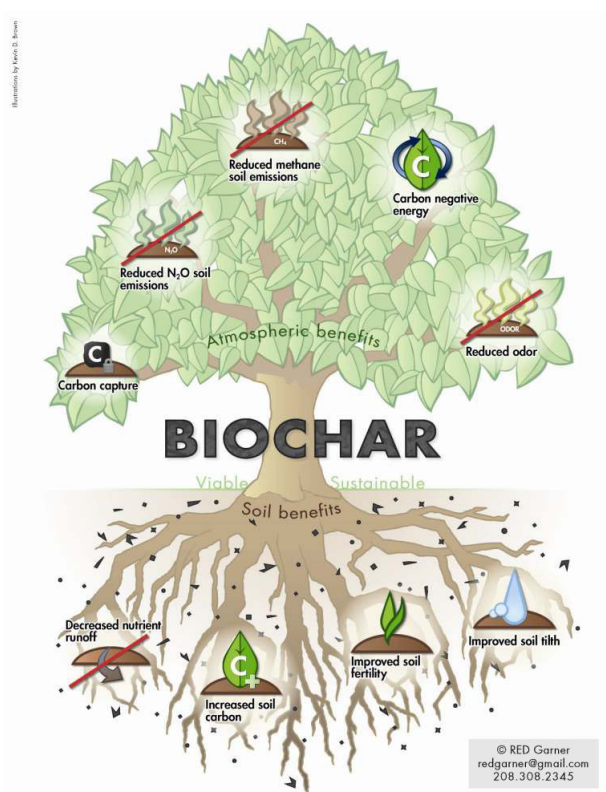 Illustrations by Kevin D. Brown
CH₄
Reduced methane
soil emissions
C
Carbon negative
energy
N₂O
Reduced N₂O soil
emissions
Atmospheric benefits
ODOR
Reduced odor
C
Carbon capture
BIOCHAR
Viable
Sustainable
Soil benefits
Decreased nutrient
runoff
C+
Increased soil
carbon
Improved soil
fertility
Improved soil tilth
© RED Garner
redgarner@gmail.com
208.308.2345